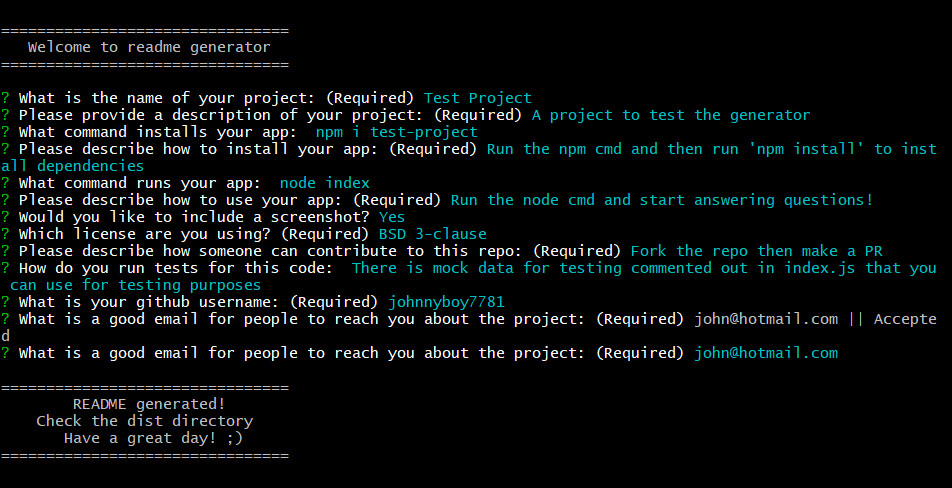 ================================
   Welcome to readme generator
================================

? What is the name of your project: (Required) Test Project
? Please provide a description of your project: (Required) A project to test the generator
? What command installs your app:  npm i test-project
? Please describe how to install your app: (Required) Run the npm cmd and then run 'npm install' to inst
all dependencies
? What command runs your app:  node index
? Please describe how to use your app: (Required) Run the node cmd and start answering questions!
? Would you like to include a screenshot? Yes
? Which license are you using? (Required) BSD 3-clause
? Please describe how someone can contribute to this repo: (Required) Fork the repo then make a PR
? How do you run tests for this code:  There is mock data for testing commented out in index.js that you
 can use for testing purposes
? What is your github username: (Required) johnnyboy7781
? What is a good email for people to reach you about the project: (Required) john@hotmail.com || Accepte
d
? What is a good email for people to reach you about the project: (Required) john@hotmail.com

================================
        README generated!
    Check the dist directory
       Have a great day! ;)
================================